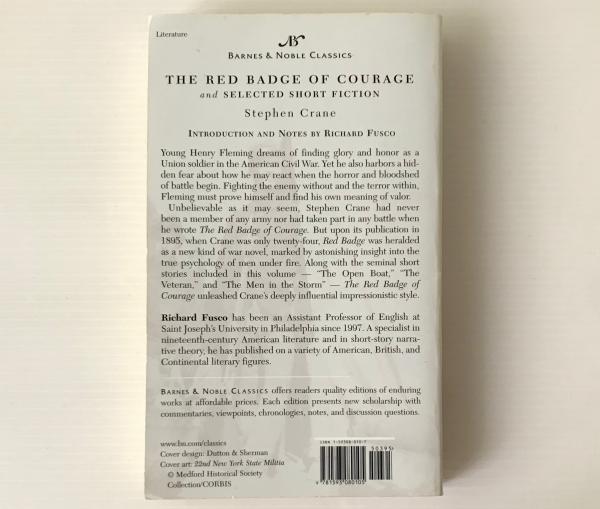 Literature
BARNES & NOBLE CLASSICS
THE RED BADGE OF COURAGE
and SELECTED SHORT FICTION
Stephen Crane
INTRODUCTION AND NOTES BY RICHARD FUSCO
Young Henry Fleming dreams of finding glory and honor as a
Union soldier in the American Civil War. Yet he also harbors a hid-
den fear about how he may react when the horror and bloodshed
of battle begin. Fighting the enemy without and the terror within,
Fleming must prove himself and find his own meaning of valor.
Unbelievable as it may seem, Stephen Crane had never
been a member of any army nor had taken part in any battle when
he wrote The Red Badge of Courage. But upon its publication in
1895, when Crane was only twenty-four, Red Badge was heralded
as a new kind of war novel, marked by astonishing insight into the
true psychology of men under fire. Along with the seminal short
stories included in this volume — “The Open Boat,” “The
Veteran,” and “The Men in the Storm” — The Red Badge of
Courage unleashed Crane’s deeply influential impressionistic style.
Richard Fusco has been an Assistant Professor of English at
Saint Joseph’s University in Philadelphia since 1997. A specialist in
nineteenth-century American literature and in short-story narra-
tive theory, he has published on a variety of American, British, and
Continental literary figures.
BARNES & NOBLE CLASSICS offers readers quality editions of enduring
works at affordable prices. Each edition presents new scholarship with
commentaries, viewpoints, chronologies, notes, and discussion questions.
www.bn.com/classics
Cover design: Dutton & Sherman
Cover art: 22nd New York State Militia
© Medford Historical Society
Collection/CORBIS
ISBN 1-59308-010-7
50395
9 781593 080105